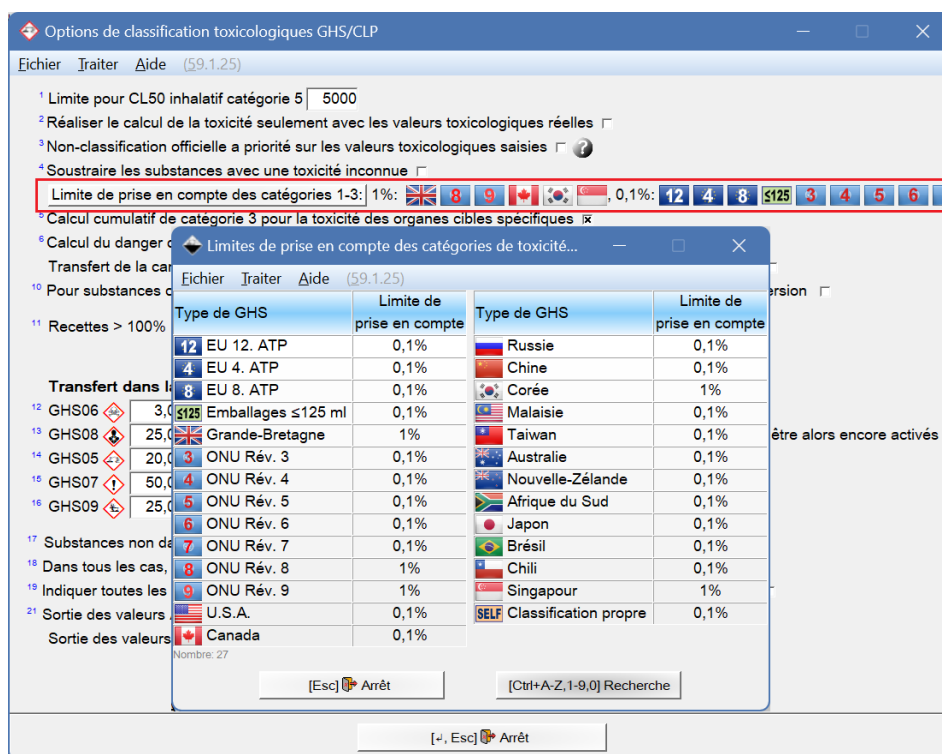 Options de classification toxicologiques GHS/CLP
Eichier Traiter Aide (59.1.25)
1 Limite pour CL50 inhalatif catégorie 5 5000
2 Réaliser le calcul de la toxicité seulement avec les valeurs toxicologiques réelles
3 Non-classification officielle a priorité sur les valeurs toxicologiques saisies ?
4 Soustraire les substances avec une toxicité inconnue
Limite de prise en compte des catégories 1-3: 1%: 8 9 , 0,1%: 12 4 8 ≤125 3 4 5 6
5 Calcul cumulatif de catégorie 3 pour la toxicité des organes cibles spécifiques
6 Calcul du danger
Transfert de la
10 Pour substances
11 Recettes > 100%
Transfert dans
12 GHS06 3,
13 GHS08 25, être alors encore activés
14 GHS05 20,
15 GHS07 50,
16 GHS09 25,
17 Substances non
18 Dans tous les cas,
19 Indiquer toutes les
21 Sortie des valeurs
Sortie des valeurs
Limites de prise en compte des catégories de toxicité...
Fichier Traiter Aide (59.1.25)
Type de GHS Limite de prise en compte Type de GHS Limite de prise en compte
12 EU 12. ATP 0,1% Russie 0,1%
4 EU 4. ATP 0,1% Chine 0,1%
8 EU 8. ATP 0,1% Corée 1%
≤125 Emballages ≤125 ml 0,1% Malaisie 0,1%
Grande-Bretagne 1% Taiwan 0,1%
3 ONU Rév. 3 0,1% Australie 0,1%
4 ONU Rév. 4 0,1% Nouvelle-Zélande 0,1%
5 ONU Rév. 5 0,1% Afrique du Sud 0,1%
6 ONU Rév. 6 0,1% Japon 0,1%
7 ONU Rév. 7 0,1% Brésil 0,1%
8 ONU Rév. 8 1% Chili 0,1%
9 ONU Rév. 9 1% Singapour 1%
U.S.A. 0,1% SELF Classification propre 0,1%
Canada 0,1%
Nombre: 27
[Esc] Arrêt [Ctrl+A-Z,1-9,0] Recherche
[↵, Esc] Arrêt